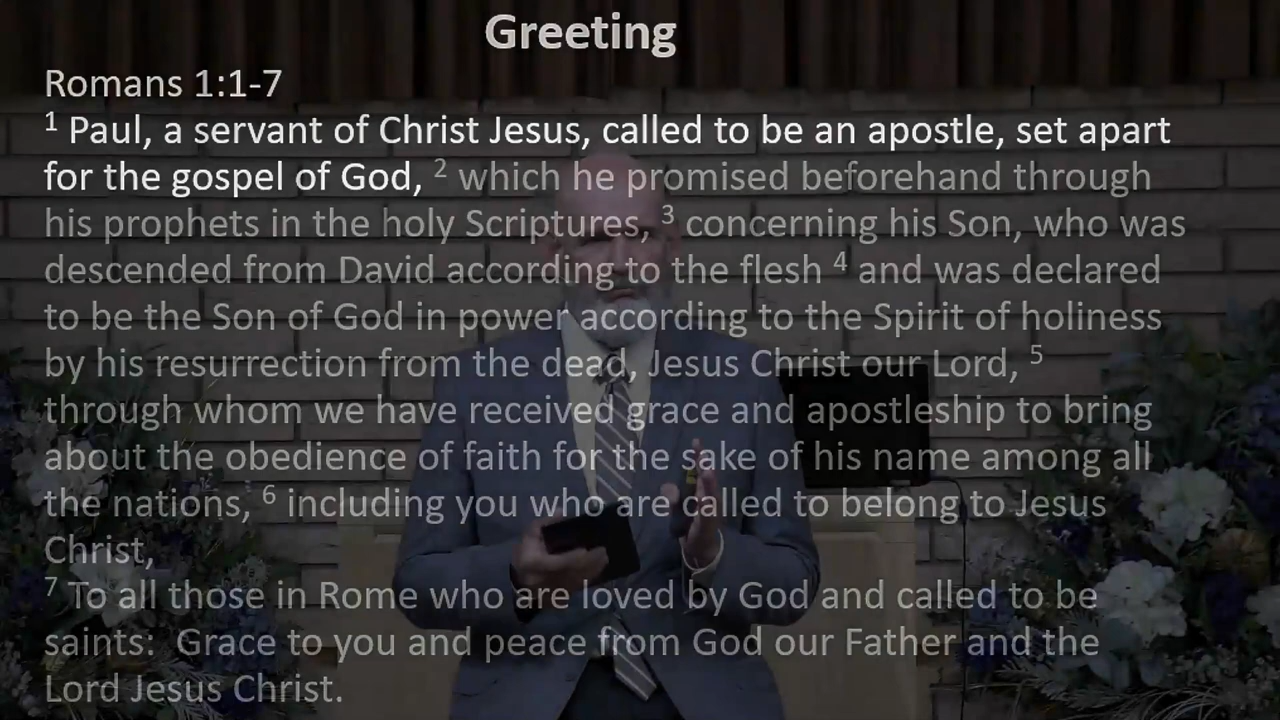 Greeting
Romans 1:1-7
1 Paul, a servant of Christ Jesus, called to be an apostle, set apart
for the gospel of God, 2 which he promised beforehand through
his prophets in the holy Scriptures, 3 concerning his Son, who was
descended from David according to the flesh 4 and was declared
to be the Son of God in power according to the Spirit of holiness
by his resurrection from the dead, Jesus Christ our Lord, 5
through whom we have received grace and apostleship to bring
about the obedience of faith for the sake of his name among all
the nations, 6 including you who are called to belong to Jesus
Christ,
7 To all those in Rome who are loved by God and called to be
saints:  Grace to you and peace from God our Father and the
Lord Jesus Christ.